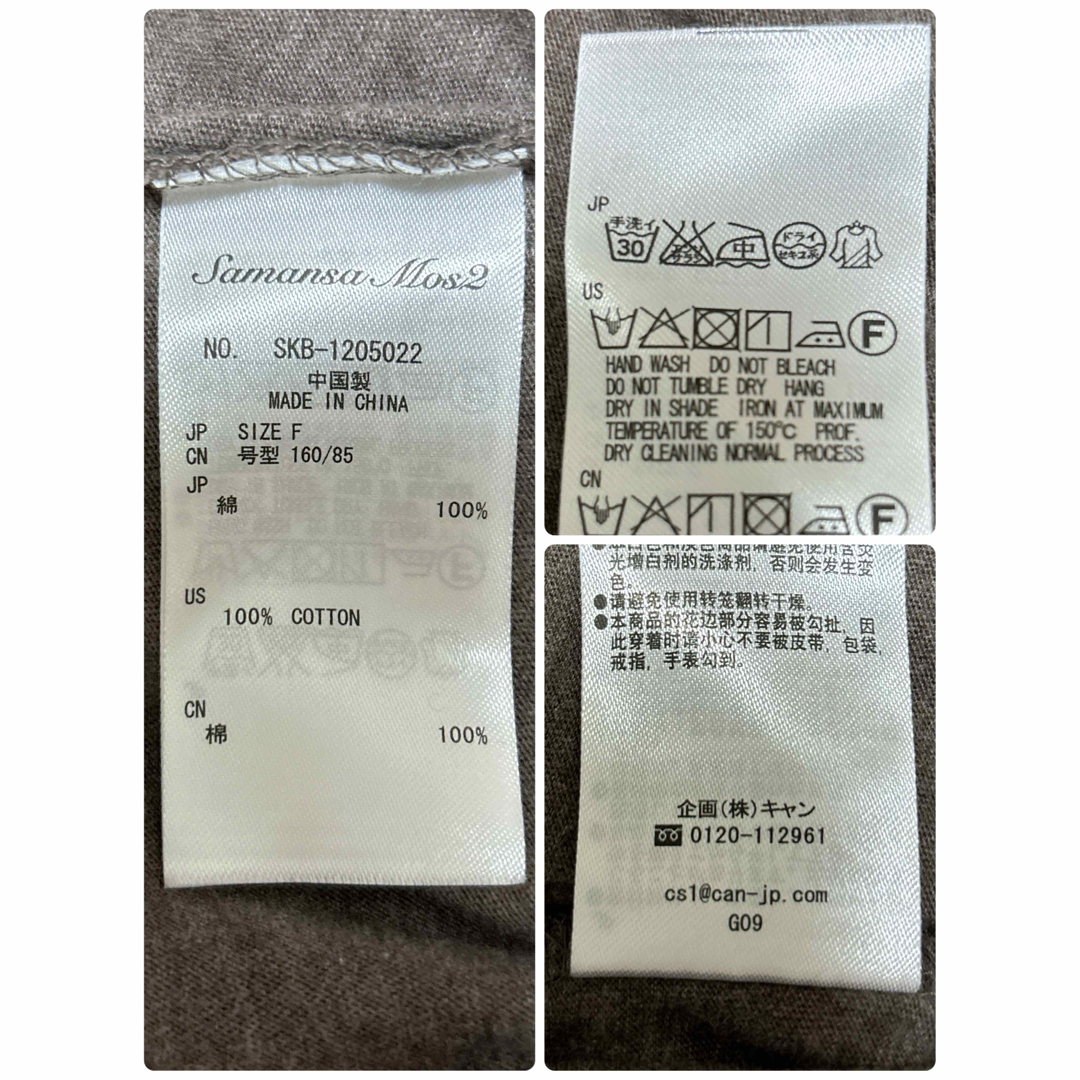 Samansa Mos2
NO. SKB-1205022
中国製
MADE IN CHINA
JP SIZE F
CN 号型 160/85
JP
綿 100%
US
100% COTTON
CN
棉 100%
JP
手洗イ
30
エンソ
サラシ
中
ドライ
セキユ系
US
F
HAND WASH DO NOT BLEACH
DO NOT TUMBLE DRY HANG
DRY IN SHADE IRON AT MAXIMUM
TEMPERATURE OF 150℃ PROF.
DRY CLEANING NORMAL PROCESS
CN
F
光增白剂的洗涤剂，否则会发生变
色。
●请避免使用转笼翻转干燥。
●本商品的花边部分容易被勾扯，因
此穿着时请小心不要被皮带，包袋，
戒指，手表勾到。
企画(株)キャン
0120-112961
cs1@can-jp.com
G09